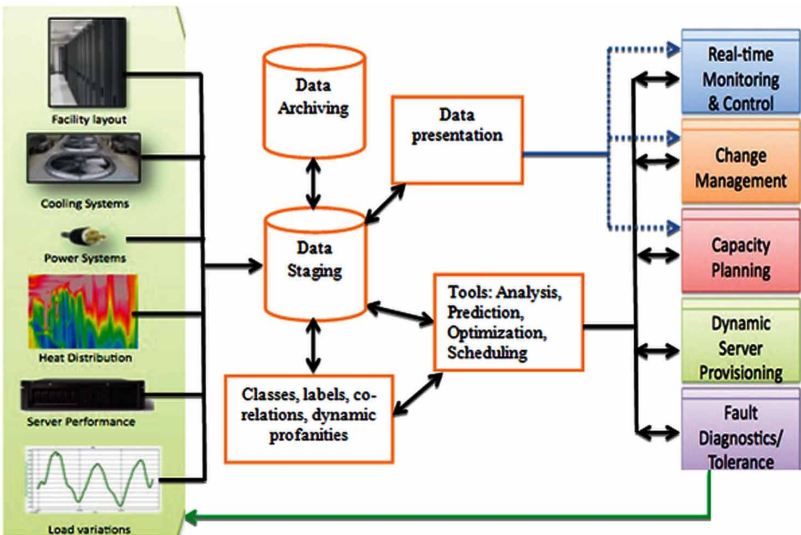 Facility layout
Cooling Systems
Power Systems
Heat Distribution
Server Performance
Load variations
Data
Archiving
Data
Staging
Classes, labels, co-
relations, dynamic
profanities
Data
presentation
Tools: Analysis,
Prediction,
Optimization,
Scheduling
Real-time
Monitoring
& Control
Change
Management
Capacity
Planning
Dynamic
Server
Provisioning
Fault
Diagnostics/
Tolerance